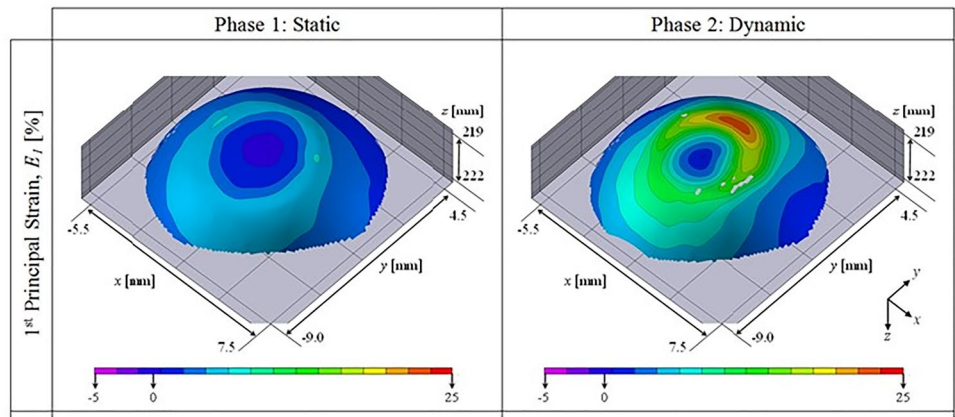 Phase 1: Static
Phase 2: Dynamic
1st Principal Strain, E1 [%]
z [mm]
219
222
4.5
-5.5
x [mm]
y [mm]
7.5
-9.0
-5
0
25
z [mm]
219
222
4.5
-5.5
x [mm]
y [mm]
y
x
z
7.5
-9.0
-5
0
25